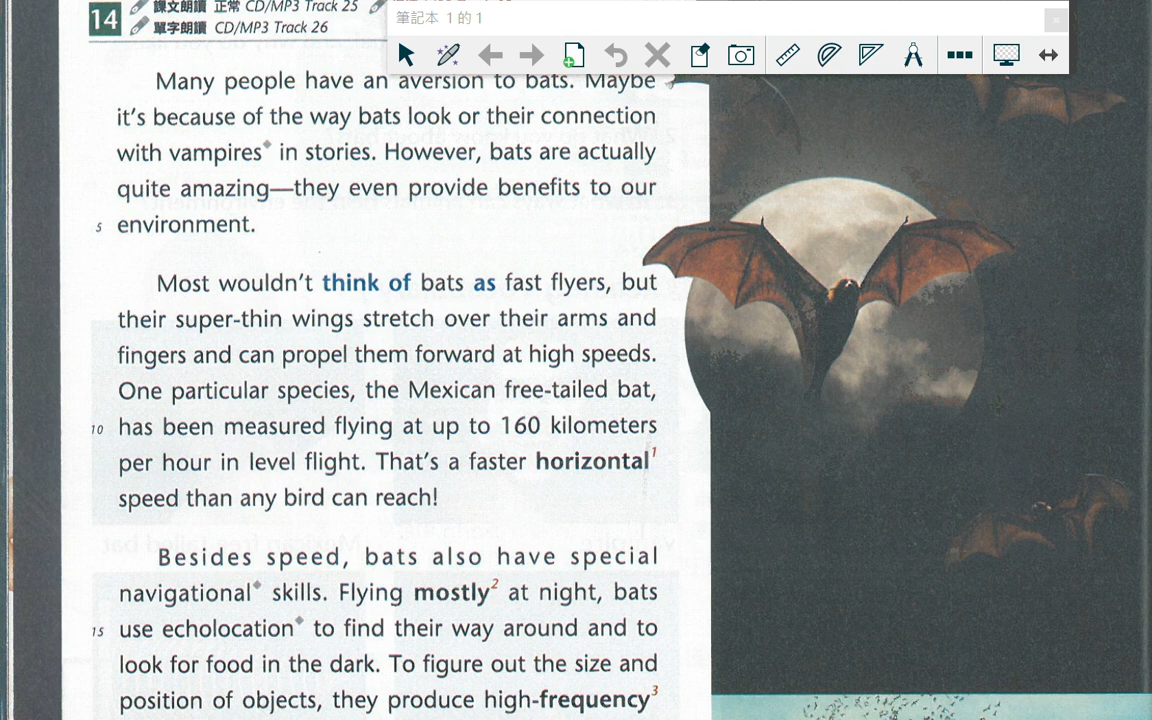 14
課文朗讀 正常 CD/MP3 Track 25
單字朗讀 CD/MP3 Track 26
筆記本 1 的 1
Many people have an aversion to bats. Maybe
it's because of the way bats look or their connection
with vampires◆ in stories. However, bats are actually
quite amazing—they even provide benefits to our
5 environment.
Most wouldn't think of bats as fast flyers, but
their super-thin wings stretch over their arms and
fingers and can propel them forward at high speeds.
One particular species, the Mexican free-tailed bat,
10 has been measured flying at up to 160 kilometers
per hour in level flight. That's a faster horizontal1
speed than any bird can reach!
Besides speed, bats also have special
navigational◆ skills. Flying mostly2 at night, bats
15 use echolocation◆ to find their way around and to
look for food in the dark. To figure out the size and
position of objects, they produce high-frequency3